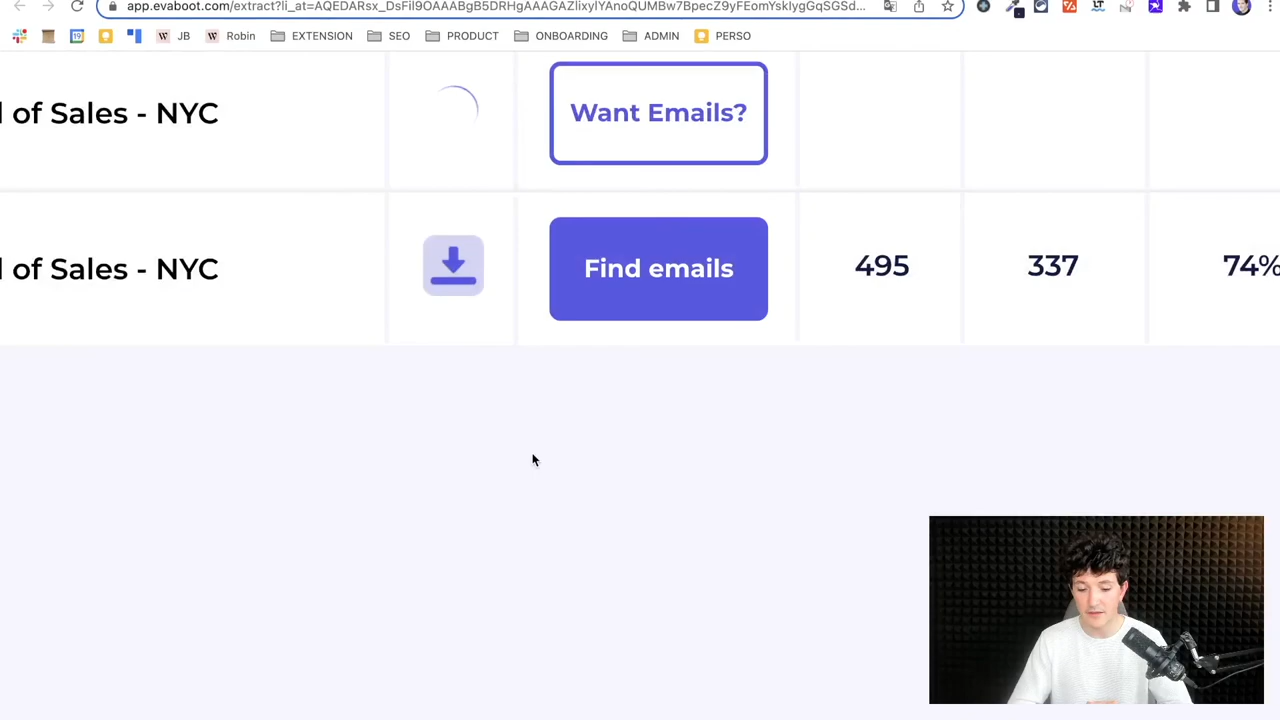 app.evaboot.com/extract?li_at=AQEDARsx_DsFil9OAAABgB5DRHgAAAGAZlixylYAnoQUMBw7BpecZ9yFEomYsklygGqSGSd...
JB
Robin
EXTENSION
SEO
PRODUCT
ONBOARDING
ADMIN
PERSO
of Sales - NYC
Want Emails?
of Sales - NYC
Find emails
495
337
74%